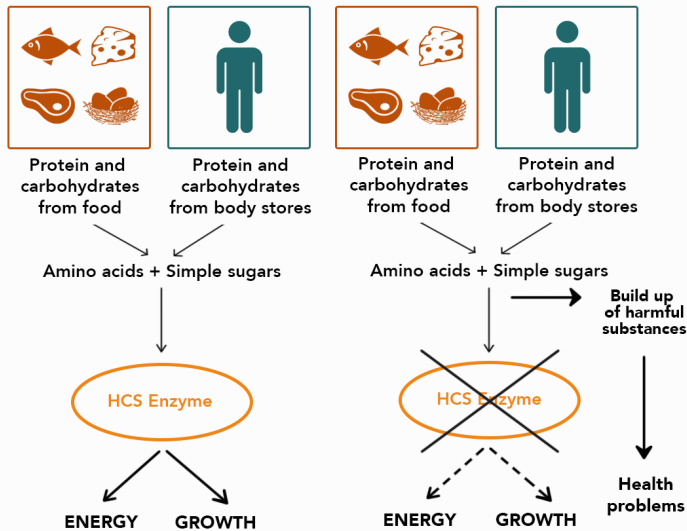 Protein and
carbohydrates
from food
Protein and
carbohydrates
from body stores
Amino acids + Simple sugars
HCS Enzyme
ENERGY
GROWTH
Protein and
carbohydrates
from food
Protein and
carbohydrates
from body stores
Amino acids + Simple sugars
Build up
of harmful
substances
HCS Enzyme
Health
problems
ENERGY
GROWTH